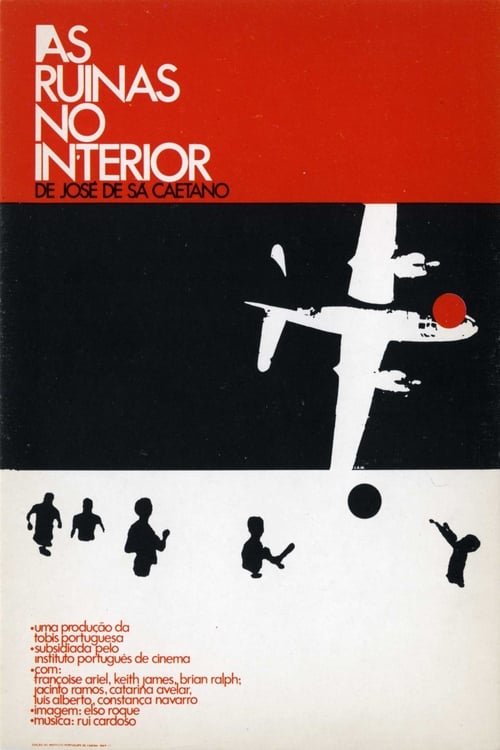 AS
RUINAS
NO
INTERIOR
DE JOSÉ DE SÁ CAETANO
•uma produção da
tobis portuguesa
•subsidiada pelo
instituto português de cinema
•com:
françoise ariel, keith james, brian ralph;
jacinto ramos, catarina avelar,
luis alberto, constança navarro
•imagem: elso roque
•música: rui cardoso